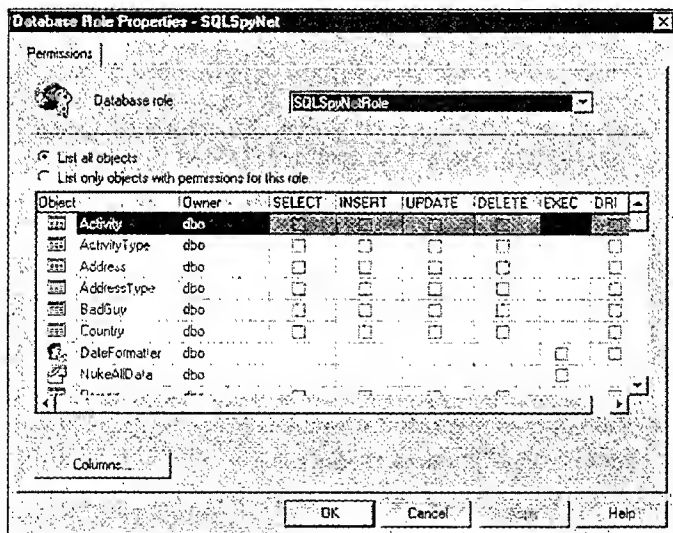 Database Role Properties - SQLSpyNet
Permissions
Database role
SQLSpyNetRole
List all objects
List only objects with permissions for this role
Object Owner SELECT INSERT UPDATE DELETE EXEC DRI
Activity dbo
ActivityType dbo
Address dbo
AddressType dbo
BadGuy dbo
Country dbo
DateFormatter dbo
NukeAllData dbo
Columns...
OK Cancel Apply Help